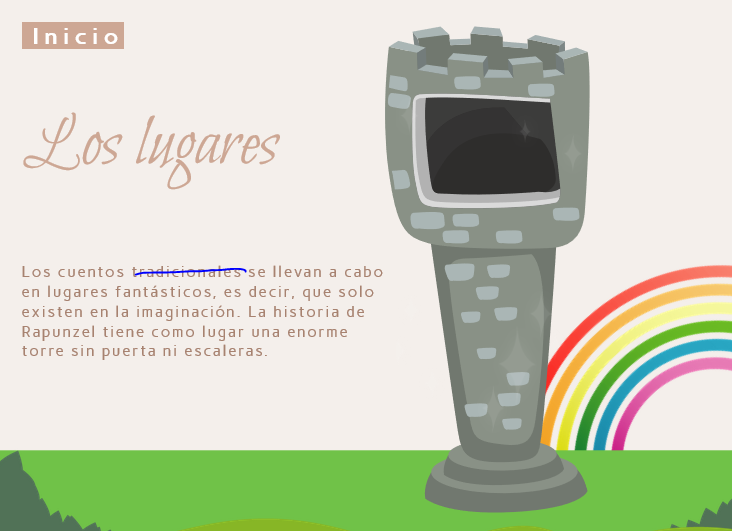 Inicio
Los lugares
Los cuentos tradicionales se llevan a cabo
en lugares fantásticos, es decir, que solo
existen en la imaginación. La historia de
Rapunzel tiene como lugar una enorme
torre sin puerta ni escaleras.